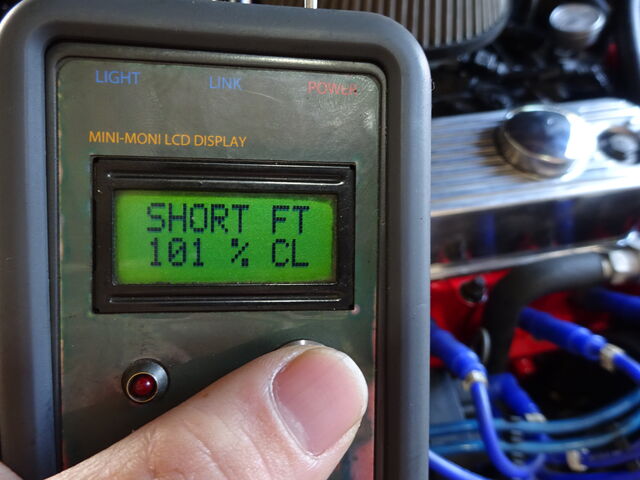 LIGHT LINK POWER
MINI-MONI LCD DISPLAY
SHORT FT
101 % CL